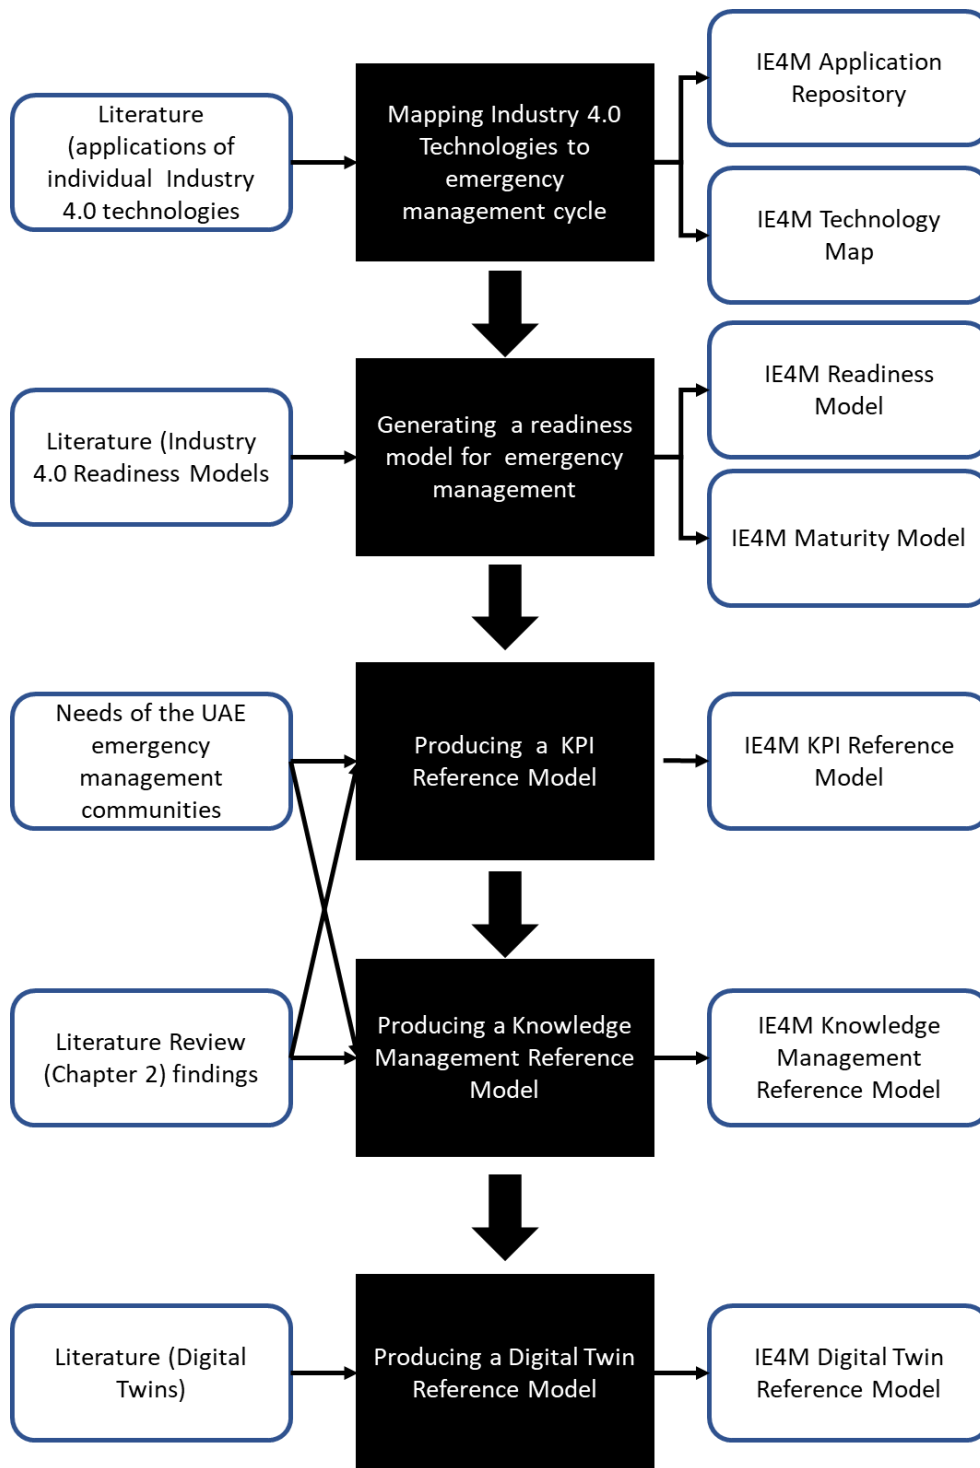 Literature
(applications of
individual Industry
4.0 technologies
Mapping Industry 4.0
Technologies to
emergency
management cycle
IE4M Application
Repository
IE4M Technology
Map
Literature (Industry
4.0 Readiness Models
Generating a readiness
model for emergency
management
IE4M Readiness
Model
IE4M Maturity Model
Needs of the UAE
emergency
management
communities
Producing a KPI
Reference Model
IE4M KPI Reference
Model
Literature Review
(Chapter 2) findings
Producing a Knowledge
Management Reference
Model
IE4M Knowledge
Management
Reference Model
Literature (Digital
Twins)
Producing a Digital Twin
Reference Model
IE4M Digital Twin
Reference Model